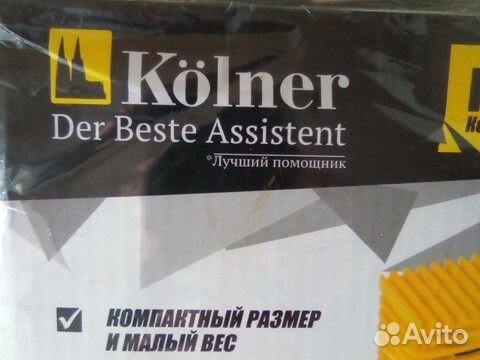 Kölner
Der Beste Assistent
*Лучший помощник
КОМПАКТНЫЙ РАЗМЕР
И МАЛЫЙ ВЕС
Avito